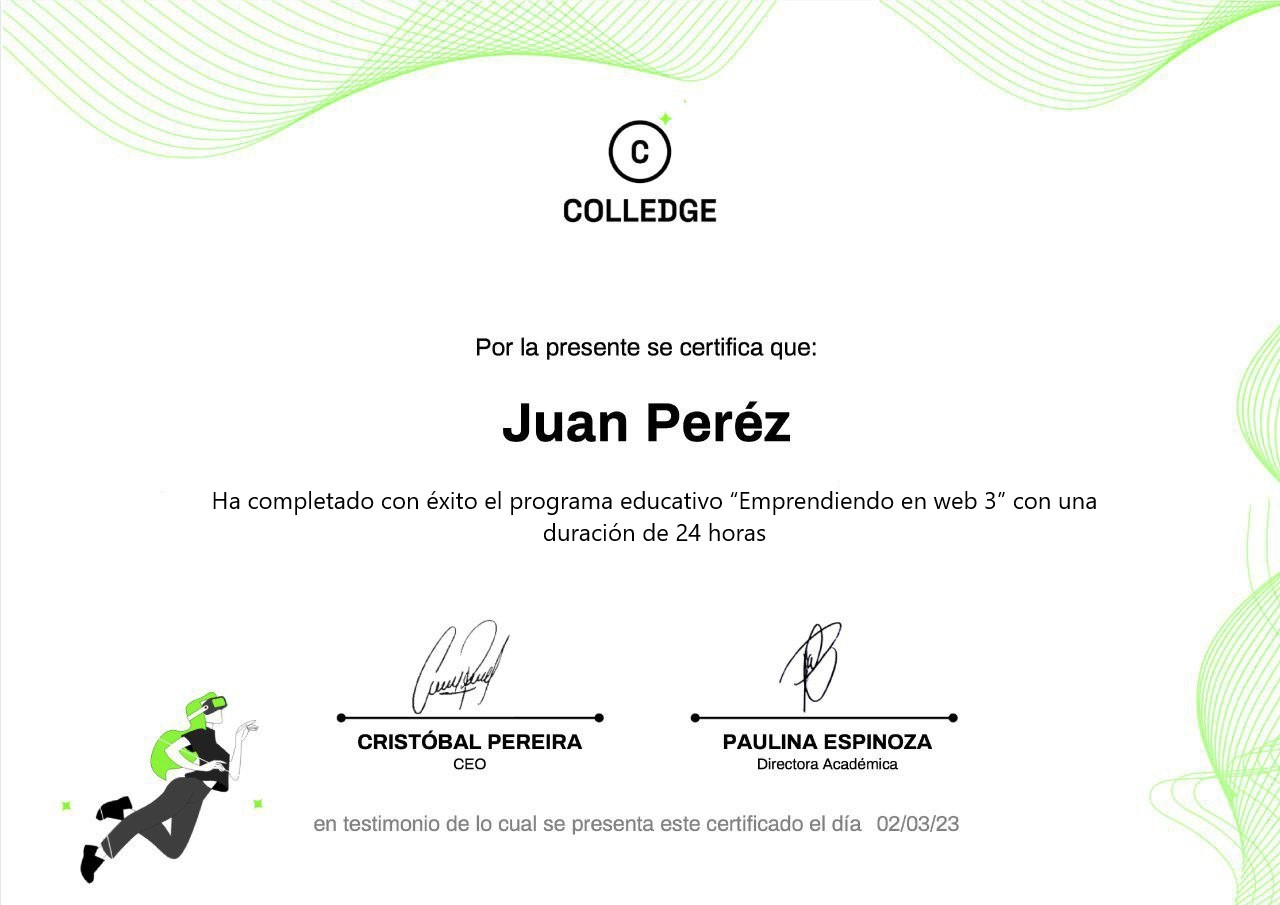 C
COLLEDGE
Por la presente se certifica que:
Juan Peréz
Ha completado con éxito el programa educativo “Emprendiendo en web 3” con una
duración de 24 horas
CRISTÓBAL PEREIRA
CEO
PAULINA ESPINOZA
Directora Académica
en testimonio de lo cual se presenta este certificado el día 02/03/23